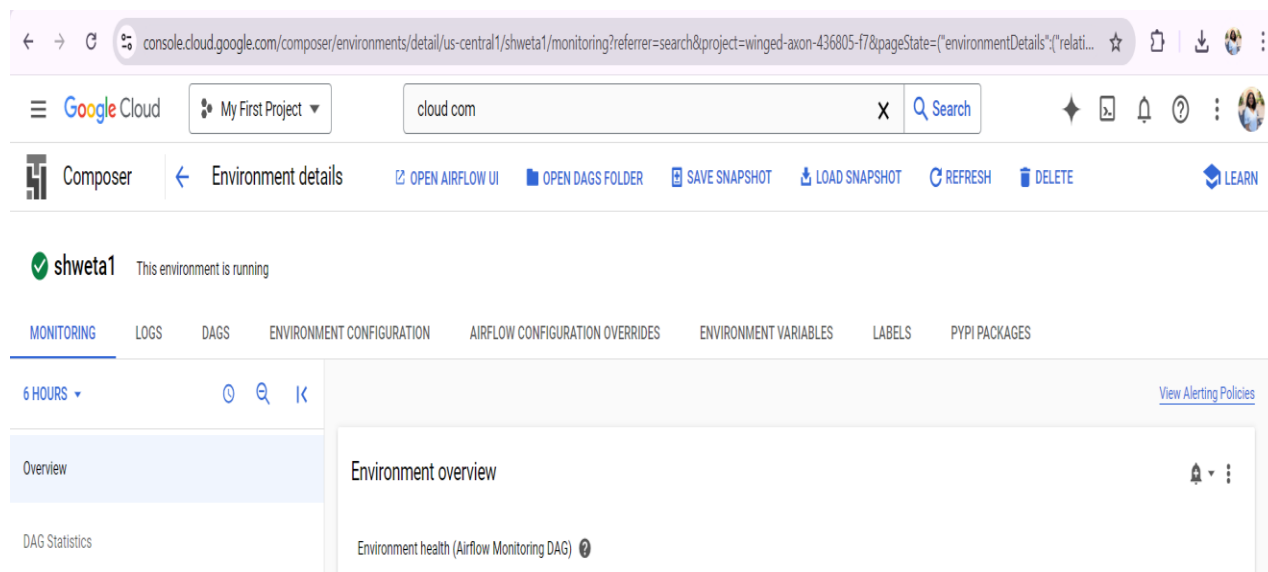 console.cloud.google.com/composer/environments/detail/us-central1/shweta1/monitoring?referrer=search&project=winged-axon-436805-f7&pageState=("environmentDetails":("relati...
Google Cloud My First Project cloud com X Search
Composer Environment details OPEN AIRFLOW UI OPEN DAGS FOLDER SAVE SNAPSHOT LOAD SNAPSHOT REFRESH DELETE LEARN
shweta1 This environment is running
MONITORING LOGS DAGS ENVIRONMENT CONFIGURATION AIRFLOW CONFIGURATION OVERRIDES ENVIRONMENT VARIABLES LABELS PYPI PACKAGES
6 HOURS View Alerting Policies
Overview Environment overview
DAG Statistics Environment health (Airflow Monitoring DAG) ?